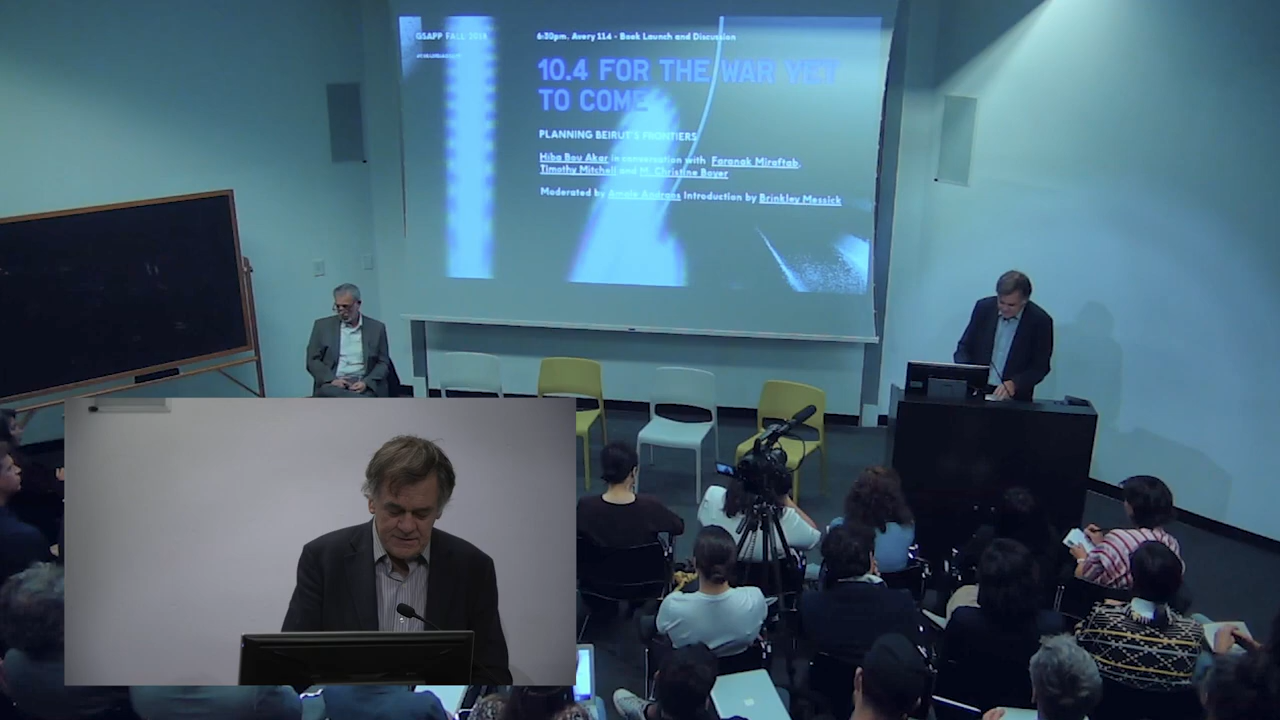 GSAPP FALL 2018
6:30pm, Avery 114 - Book Launch and Discussion
10.4 FOR THE WAR YET
TO COME
PLANNING BEIRUT'S FRONTIERS
Hiba Bou Akar in conversation with Faranak Miraftab,
Timothy Mitchell and M. Christine Boyer
Moderated by Amale Andraos Introduction by Brinkley Messick